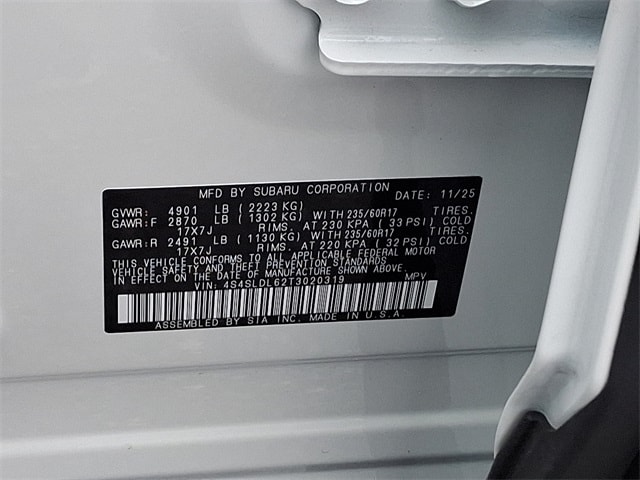 MFD BY SUBARU CORPORATION DATE: 11/25
GVWR: 4901 LB (2223 KG)
GAWR:F 2870 LB (1302 KG) WITH 235/60R17 TIRES.
17X7J RIMS. AT 230 KPA (33 PSI) COLD
GAWR:R 2491 LB (1130 KG) WITH 235/60R17 TIRES.
17X7J RIMS. AT 220 KPA (32 PSI) COLD
THIS VEHICLE CONFORMS TO ALL APPLICABLE FEDERAL MOTOR
VEHICLE SAFETY AND THEFT PREVENTION STANDARDS
IN EFFECT ON THE DATE OF MANUFACTURE SHOWN ABOVE.
VIN: 4S4SLDL62T3020319 MPV
ASSEMBLED BY SIA INC. MADE IN U.S.A.